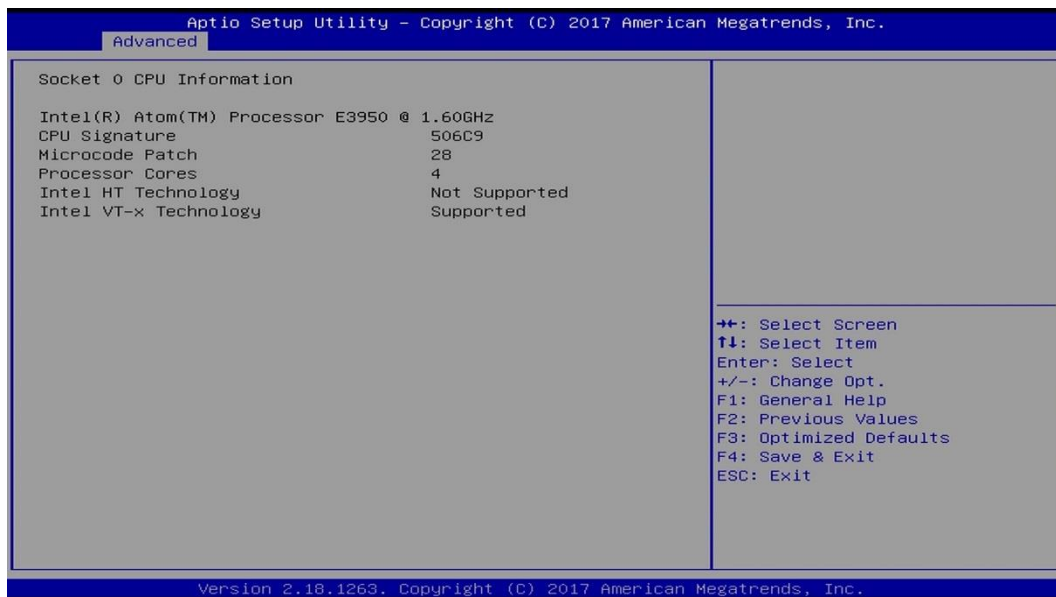 Aptio Setup Utility – Copyright (C) 2017 American Megatrends, Inc.
Advanced
Socket 0 CPU Information
Intel(R) Atom(TM) Processor E3950 @ 1.60GHz
CPU Signature 506C9
Microcode Patch 28
Processor Cores 4
Intel HT Technology Not Supported
Intel VT-x Technology Supported
→←: Select Screen
↑↓: Select Item
Enter: Select
+/-: Change Opt.
F1: General Help
F2: Previous Values
F3: Optimized Defaults
F4: Save & Exit
ESC: Exit
Version 2.18.1263. Copyright (C) 2017 American Megatrends, Inc.